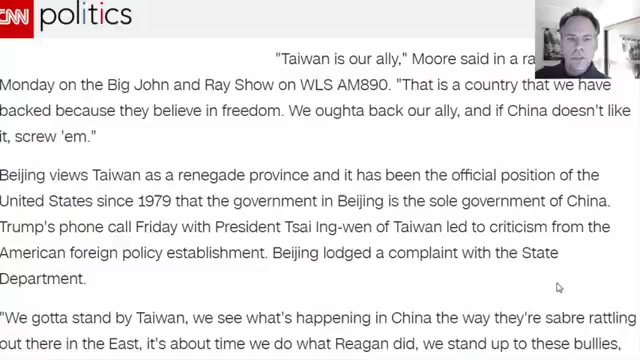 CNN politics
"Taiwan is our ally," Moore said in a ra
Monday on the Big John and Ray Show on WLS AM890. "That is a country that we have
backed because they believe in freedom. We oughta back our ally, and if China doesn't like
it, screw 'em."
Beijing views Taiwan as a renegade province and it has been the official position of the
United States since 1979 that the government in Beijing is the sole government of China.
Trump's phone call Friday with President Tsai Ing-wen of Taiwan led to criticism from the
American foreign policy establishment. Beijing lodged a complaint with the State
Department.
"We gotta stand by Taiwan, we see what's happening in China the way they're sabre rattling
out there in the East, it's about time we do what Reagan did, we stand up to these bullies,